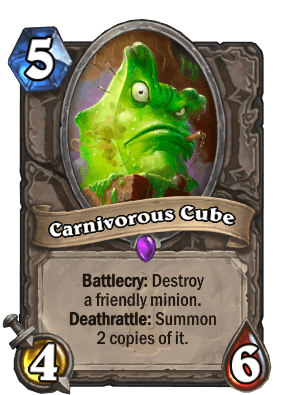 5
Carnivorous Cube
Battlecry: Destroy
a friendly minion.
Deathrattle: Summon
2 copies of it.
4
6